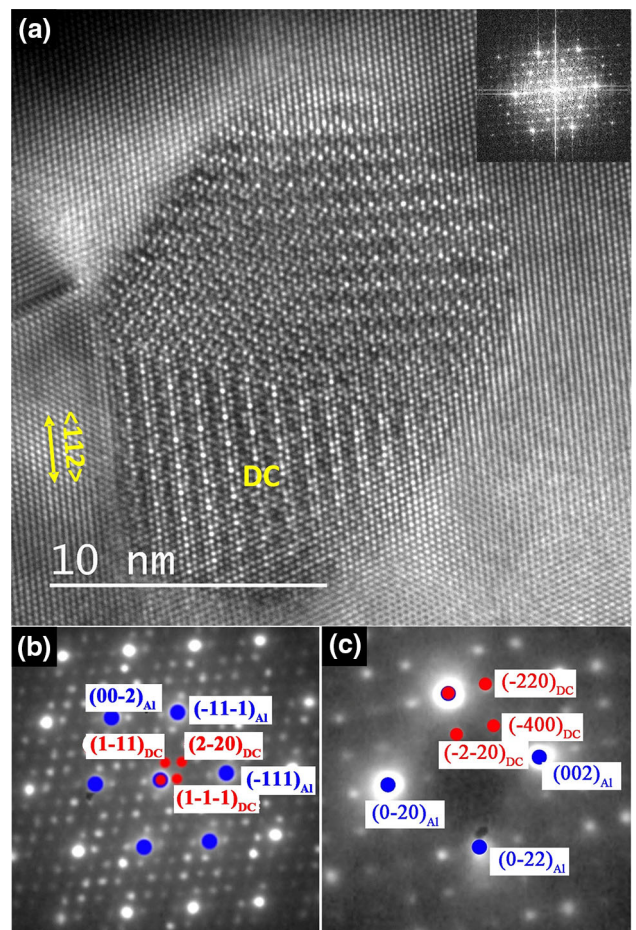 (a)
<112>
DC
10 nm
(b)
(00-2)Al
(-11-1)Al
(1-11)DC
(2-20)DC
(-111)Al
(1-1-1)DC
(c)
(-220)DC
(-400)DC
(-2-20)DC
(002)Al
(0-20)Al
(0-22)Al